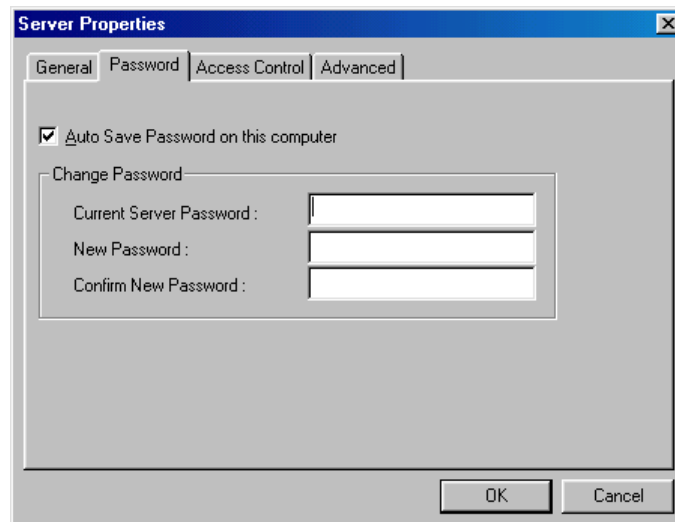 Server Properties
General Password Access Control Advanced
Auto Save Password on this computer
Change Password
Current Server Password :
New Password :
Confirm New Password :
OK Cancel